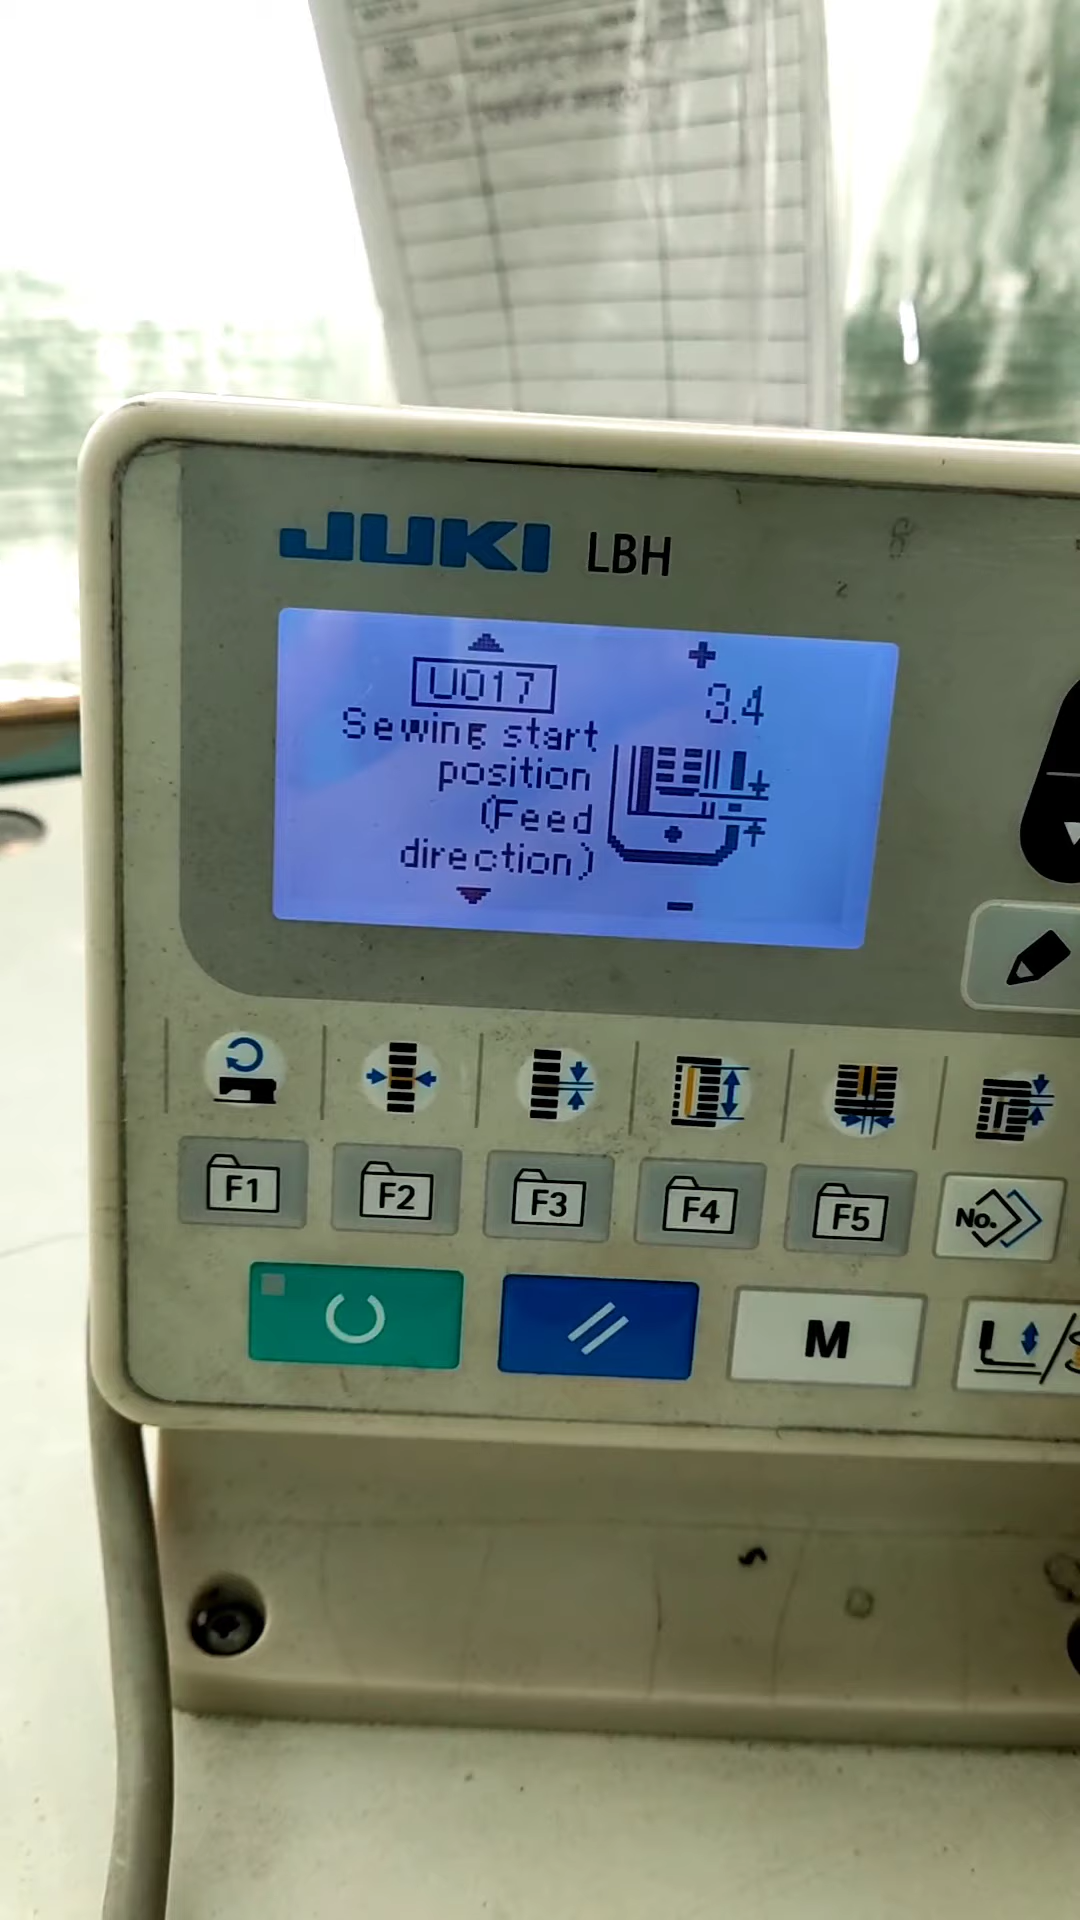 JUKI LBH
U017
3.4
Sewing start
position
(Feed
direction)
F1 F2 F3 F4 F5 No.
M